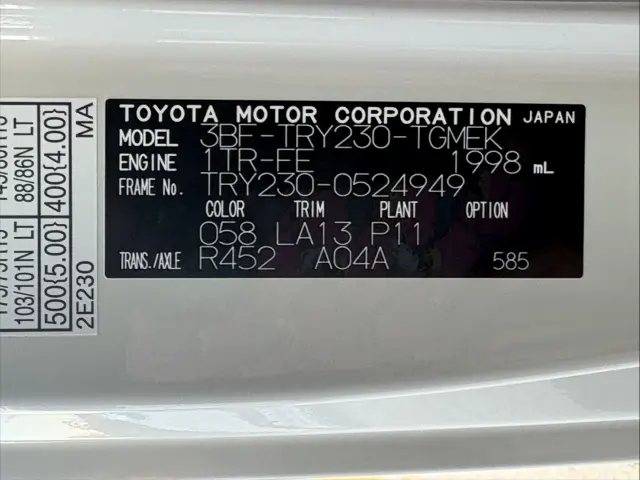 TOYOTA MOTOR CORPORATION JAPAN
MODEL 3BF-TRY230-TGMEK
ENGINE 1TR-FE 1998 mL
FRAME No. TRY230-0524949
COLOR TRIM PLANT OPTION
058 LA13 P11
TRANS./AXLE R452 A04A 585
88/86N LT
400{4.00}
MA
103/101N LT
500{5.00}
2E230